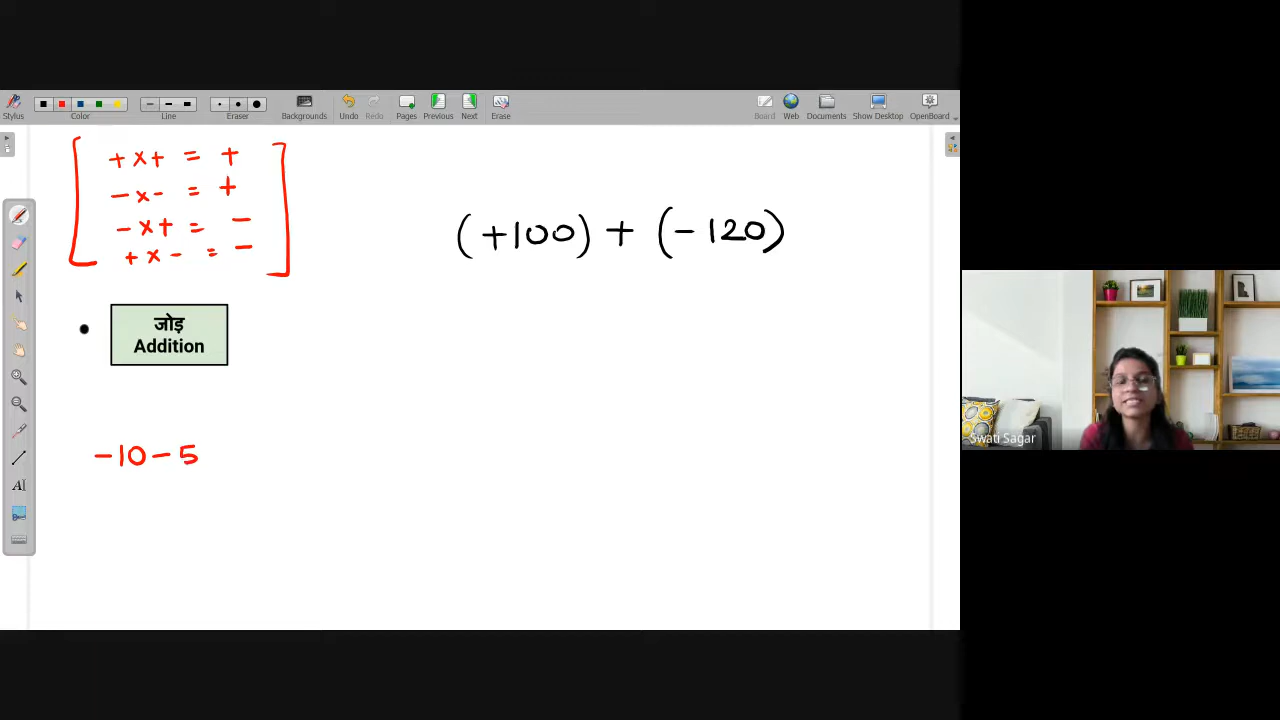 Stylus
Color
Line
Eraser
Backgrounds
Undo
Redo
Pages
Previous
Next
Erase
Board
Web
Documents
Show Desktop
OpenBoard
+x+ = +
-x- = +
-x+ = -
+x- = -
(+100) + (-120)
जोड़
Addition
-10-5
Swati Sagar